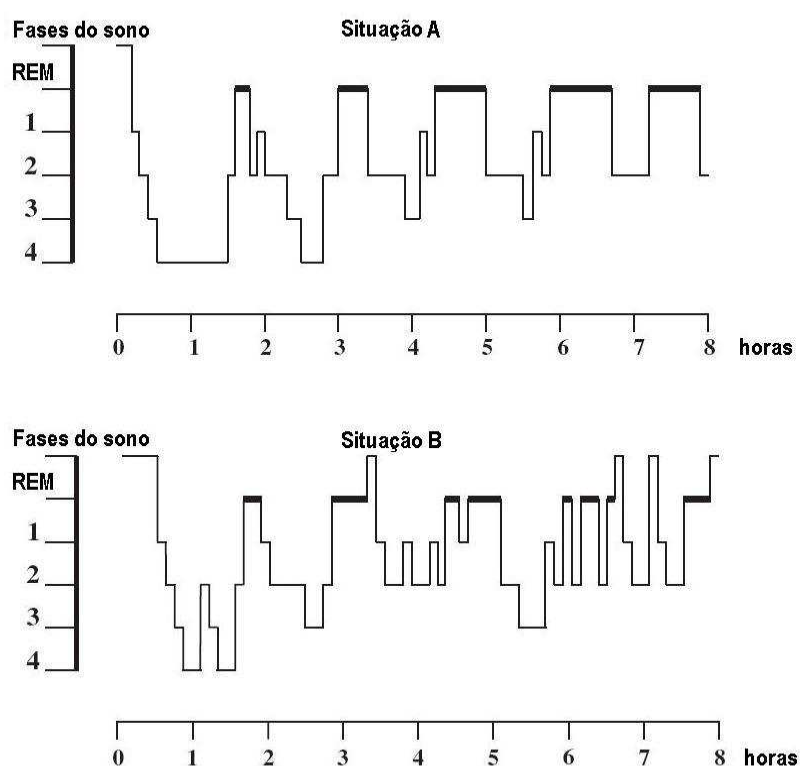 Fases do sono
Situação A
REM
1
2
3
4
0 1 2 3 4 5 6 7 8 horas
Fases do sono
Situação B
REM
1
2
3
4
0 1 2 3 4 5 6 7 8 horas